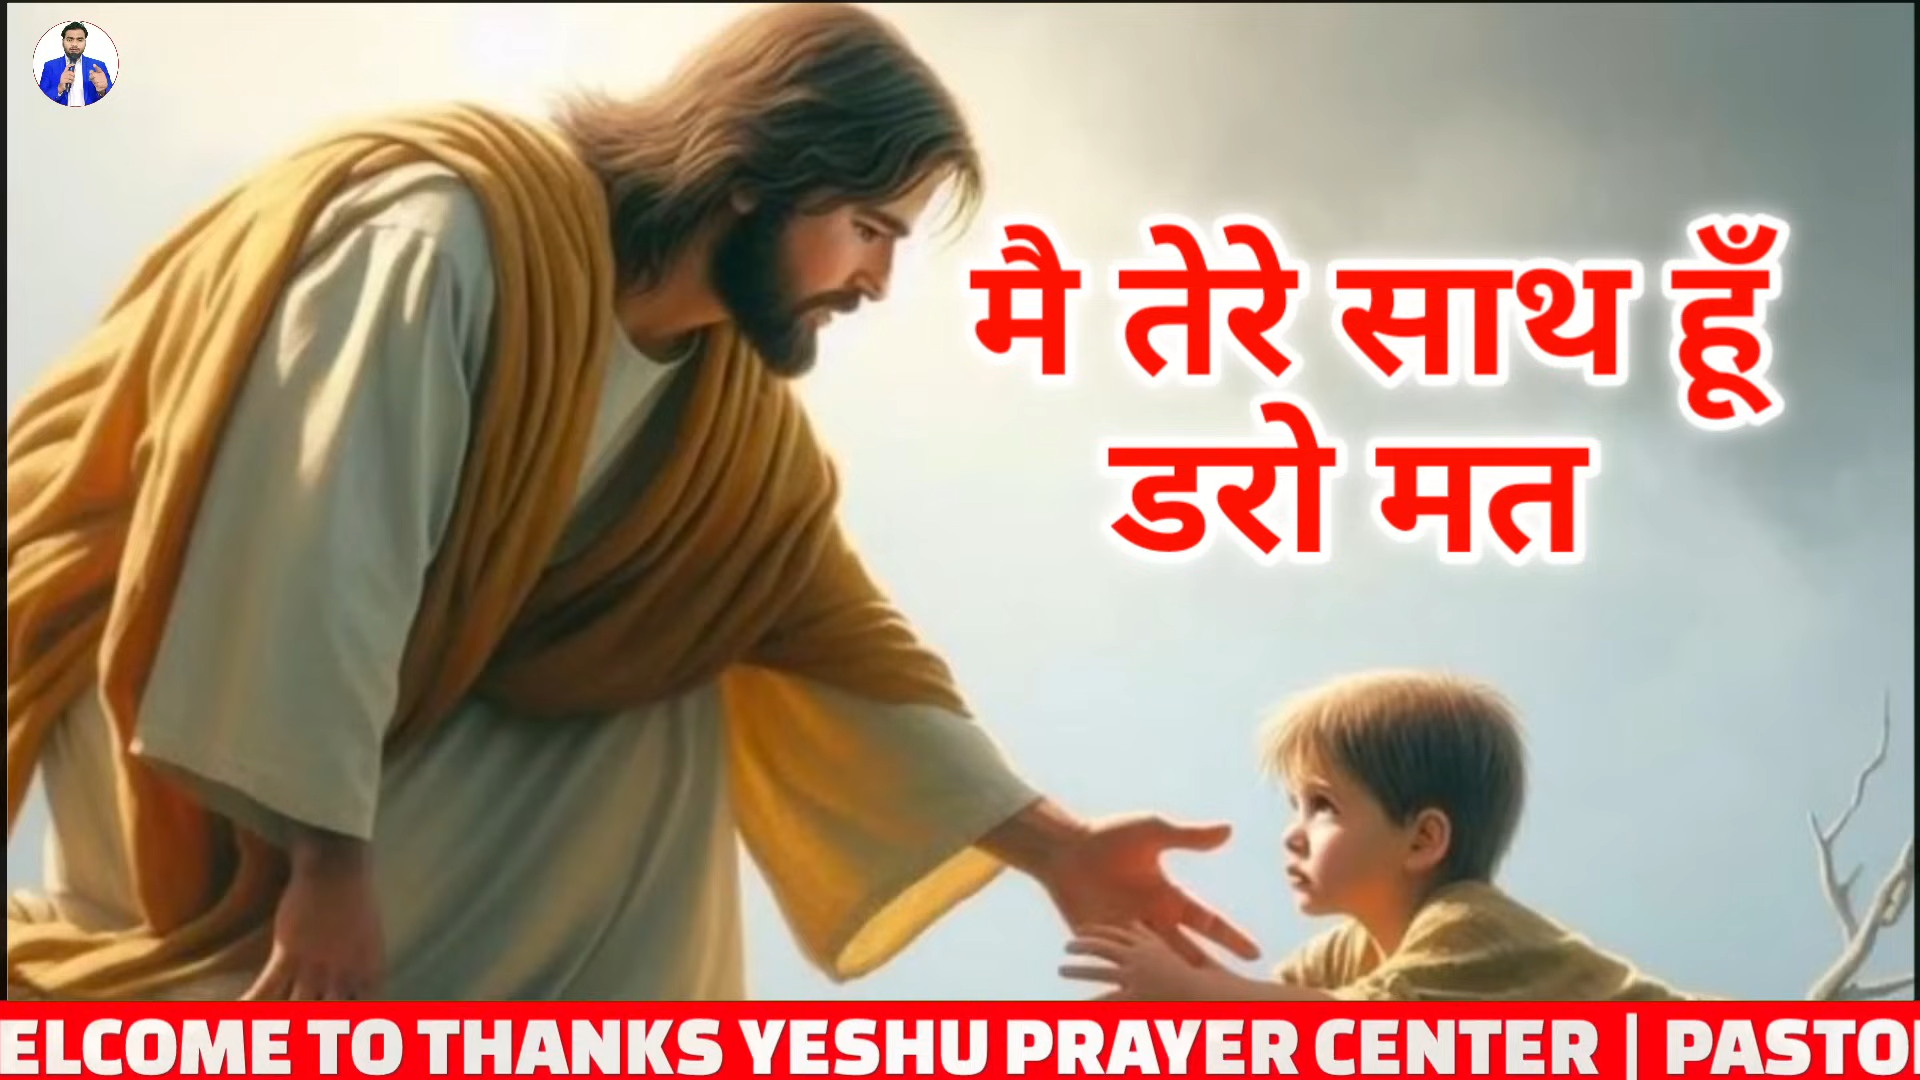 मै तेरे साथ हूँ
डरो मत
ELCOME TO THANKS YESHU PRAYER CENTER | PASTO